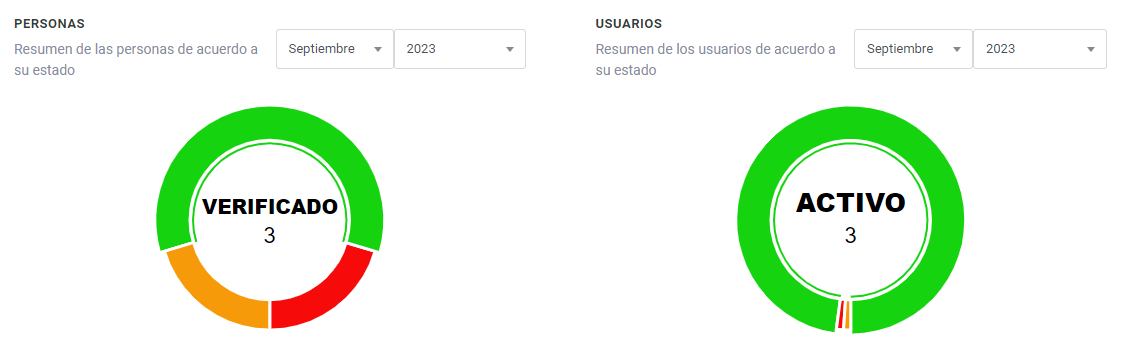 PERSONAS
Resumen de las personas de acuerdo a
su estado
Septiembre
2023
VERIFICADO
3
USUARIOS
Resumen de los usuarios de acuerdo a
su estado
Septiembre
2023
ACTIVO
3